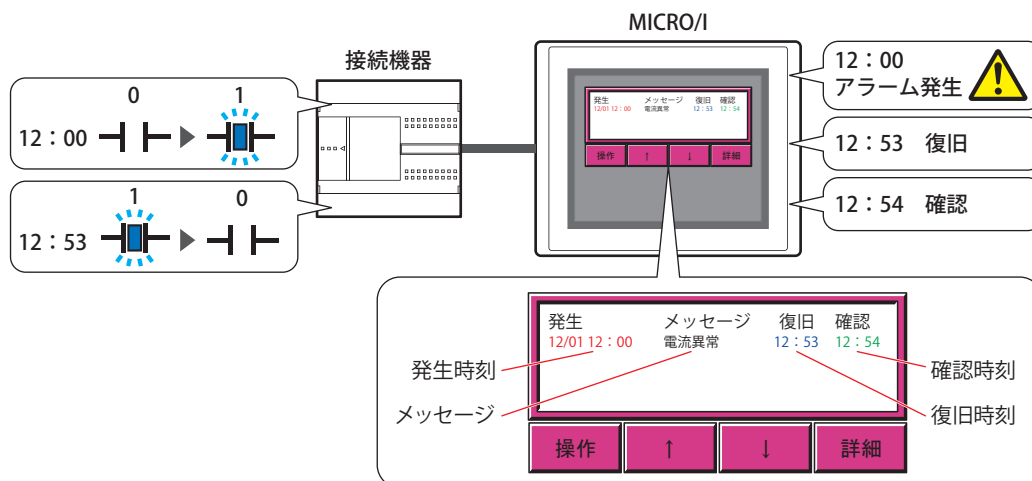 MICRO/I
接続機器
0 1
12：00
1 0
12：53
発生 メッセージ 復旧 確認
12/01 12：00 電流異常 12：53 12：54
操作 ↑ ↓ 詳細
12：00
アラーム発生
12：53 復旧
12：54 確認
発生 メッセージ 復旧 確認
12/01 12：00 電流異常 12：53 12：54
発生時刻
メッセージ
確認時刻
復旧時刻
操作 ↑ ↓ 詳細